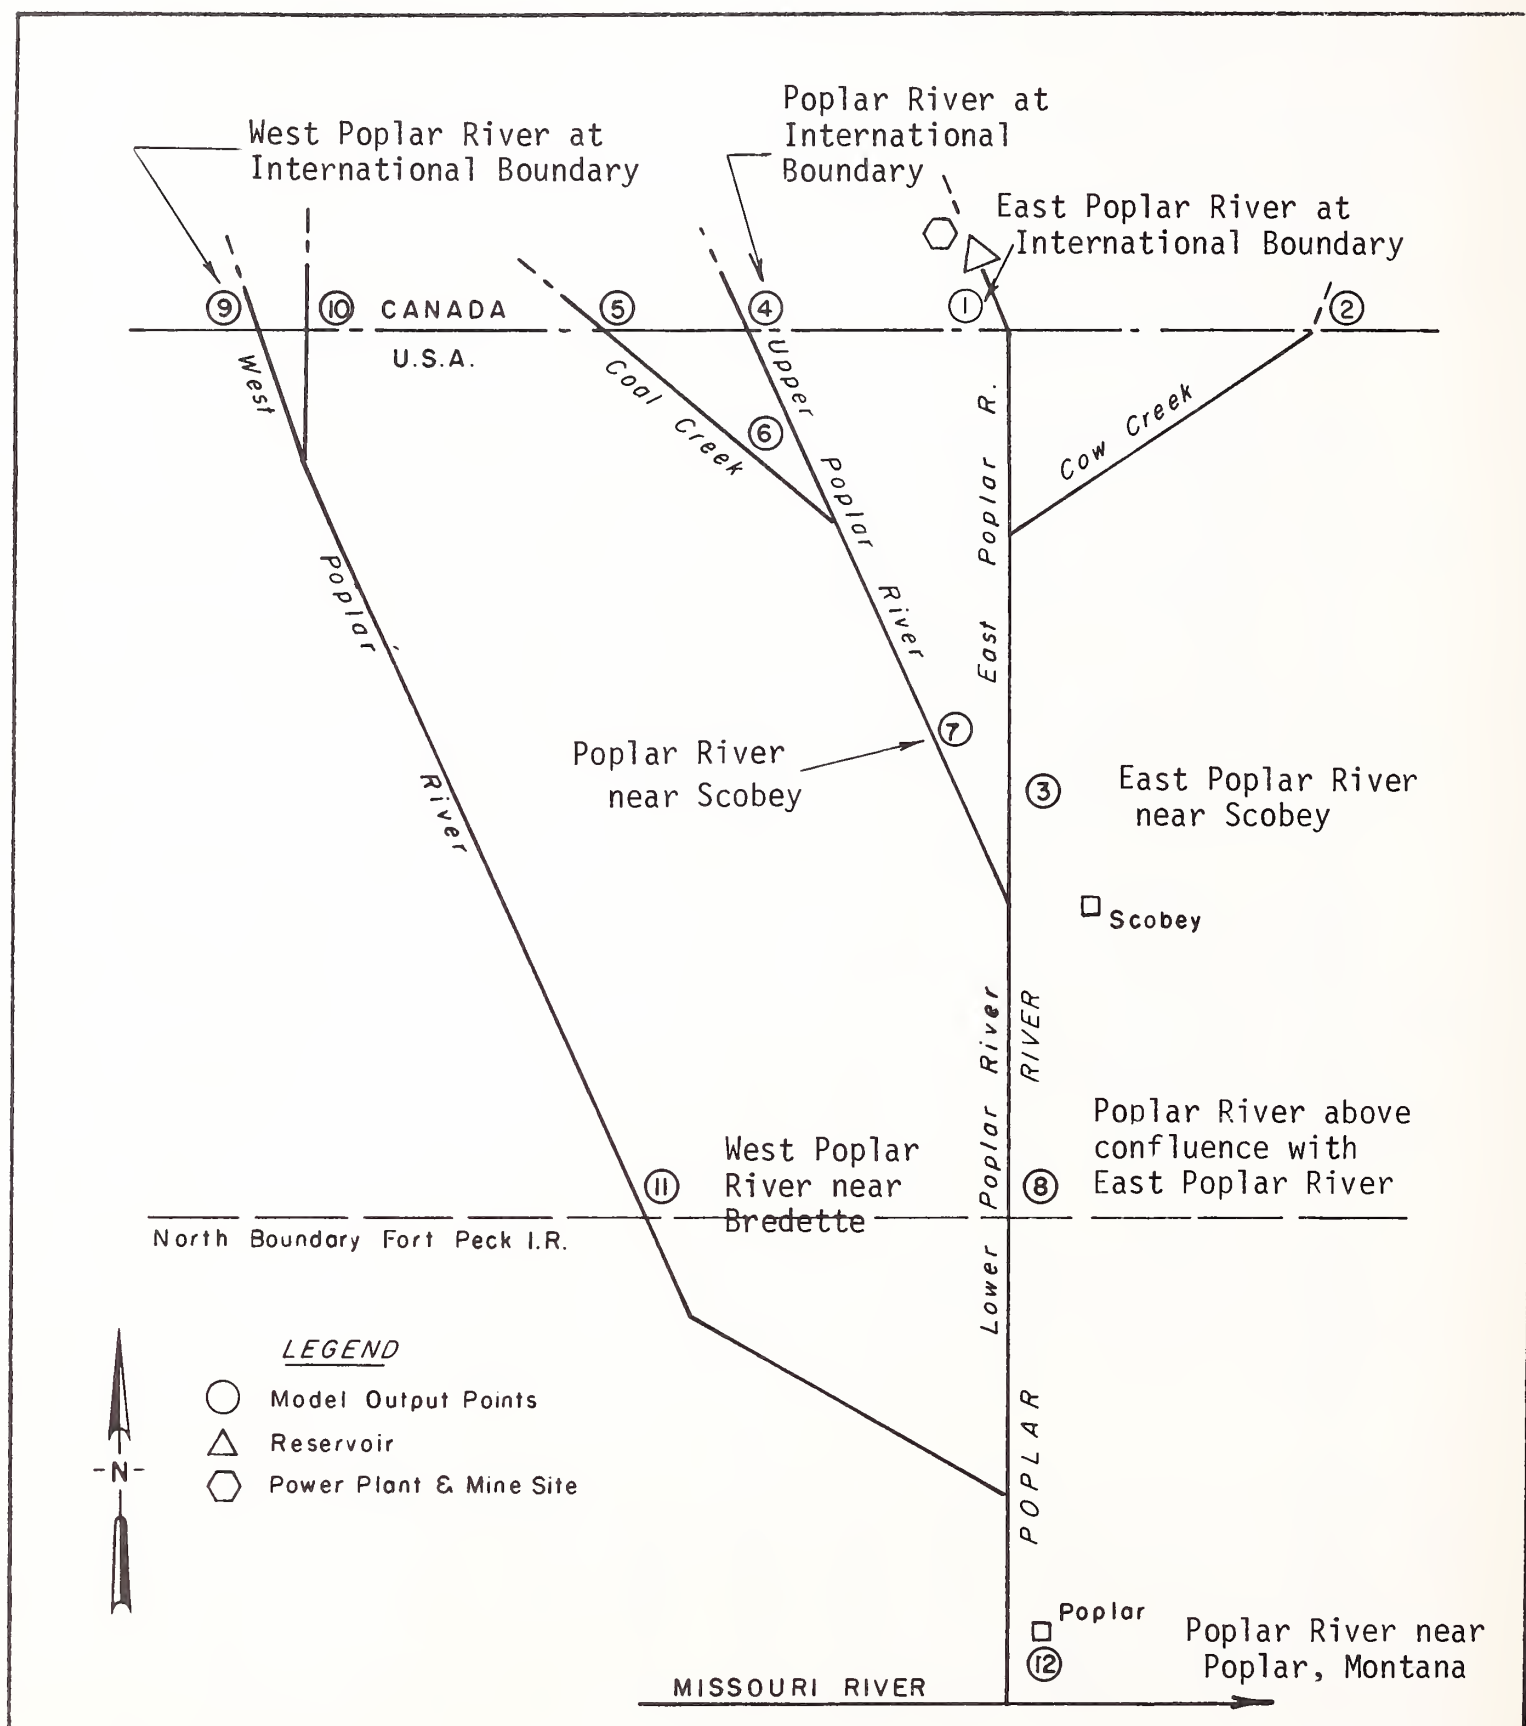 West Poplar River at
International Boundary
Poplar River at
International
Boundary
East Poplar River at
International Boundary
9
10
CANADA
5
4
1
2
U.S.A.
West
Poplar
River
Coal Creek
6
Upper
Poplar
River
East Poplar R.
Cow Creek
7
Poplar River
near Scobey
3
East Poplar River
near Scobey
Scobey
Lower Poplar River
POPLAR RIVER
Poplar River above
confluence with
East Poplar River
8
11
West Poplar
River near
Bredette
North Boundary Fort Peck I.R.
LEGEND
Model Output Points
Reservoir
Power Plant & Mine Site
-N-
Poplar
12
Poplar River near
Poplar, Montana
MISSOURI RIVER